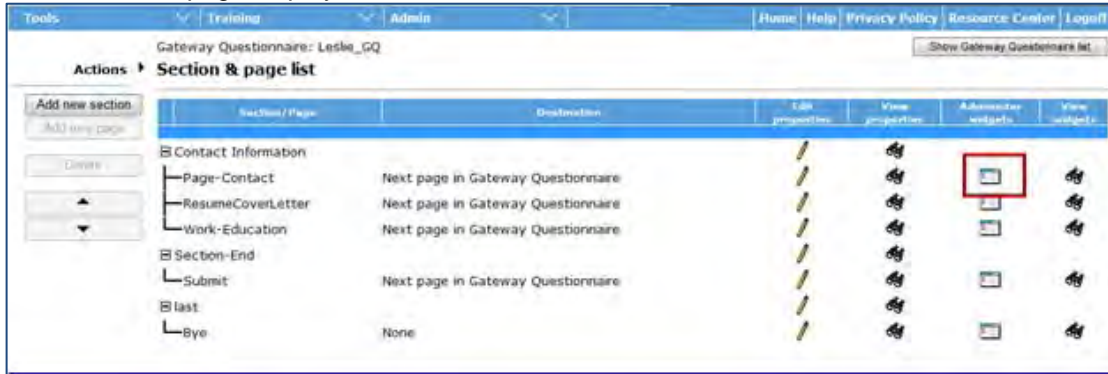 Tools Training Admin Home Help Privacy Policy Resource Center Logoff
Gateway Questionnaire: Leslie_GQ Show Gateway Questionnaire list
Actions Section & page list
Add new section
Add new page
Delete
Section/Page Destination Edit properties View properties Administer widgets View widgets
Contact Information
Page-Contact Next page in Gateway Questionnaire
ResumeCoverLetter Next page in Gateway Questionnaire
Work-Education Next page in Gateway Questionnaire
Section-End
Submit Next page in Gateway Questionnaire
last
Bye None